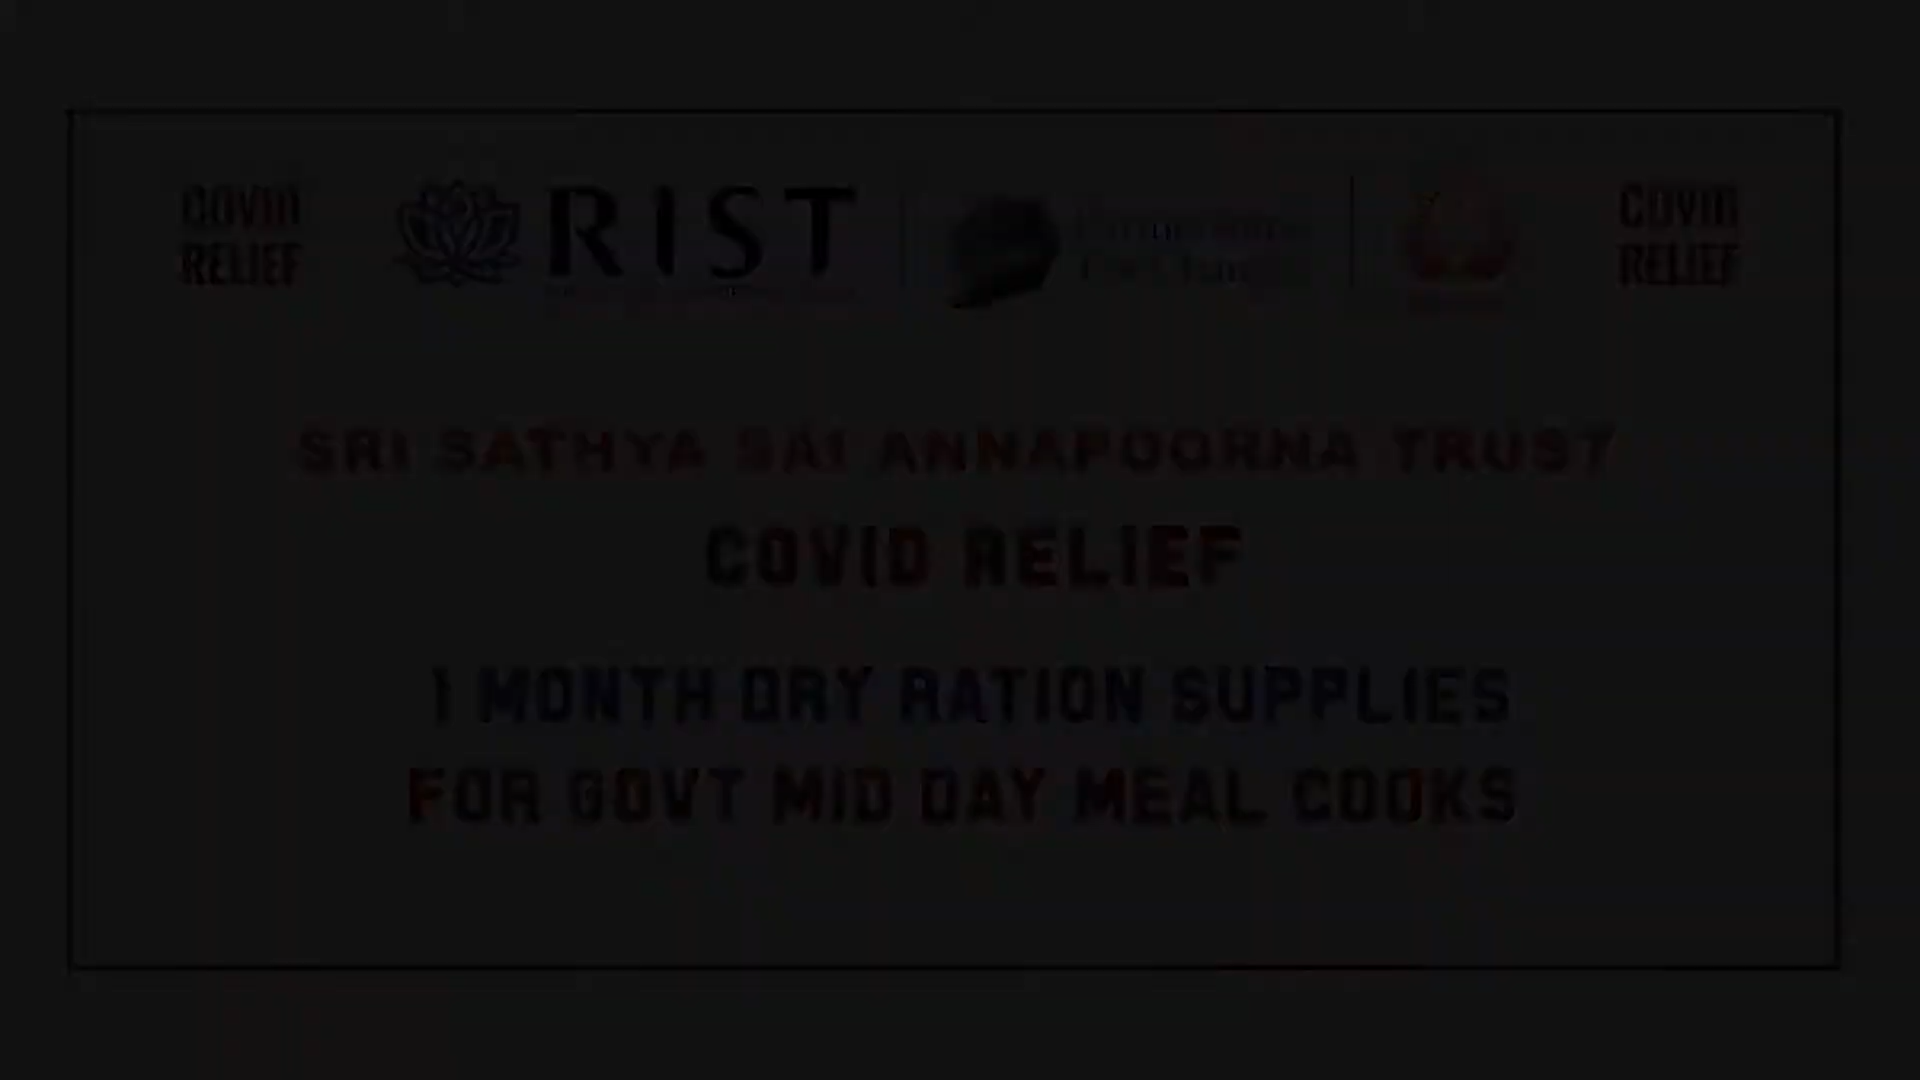 COVID
RELIEF
RIST
COVID
RELIEF
SRI SATHYA SAI ANNAPOORNA TRUST
COVID RELIEF
1 MONTH DRY RATION SUPPLIES
FOR GOVT MID DAY MEAL COOKS